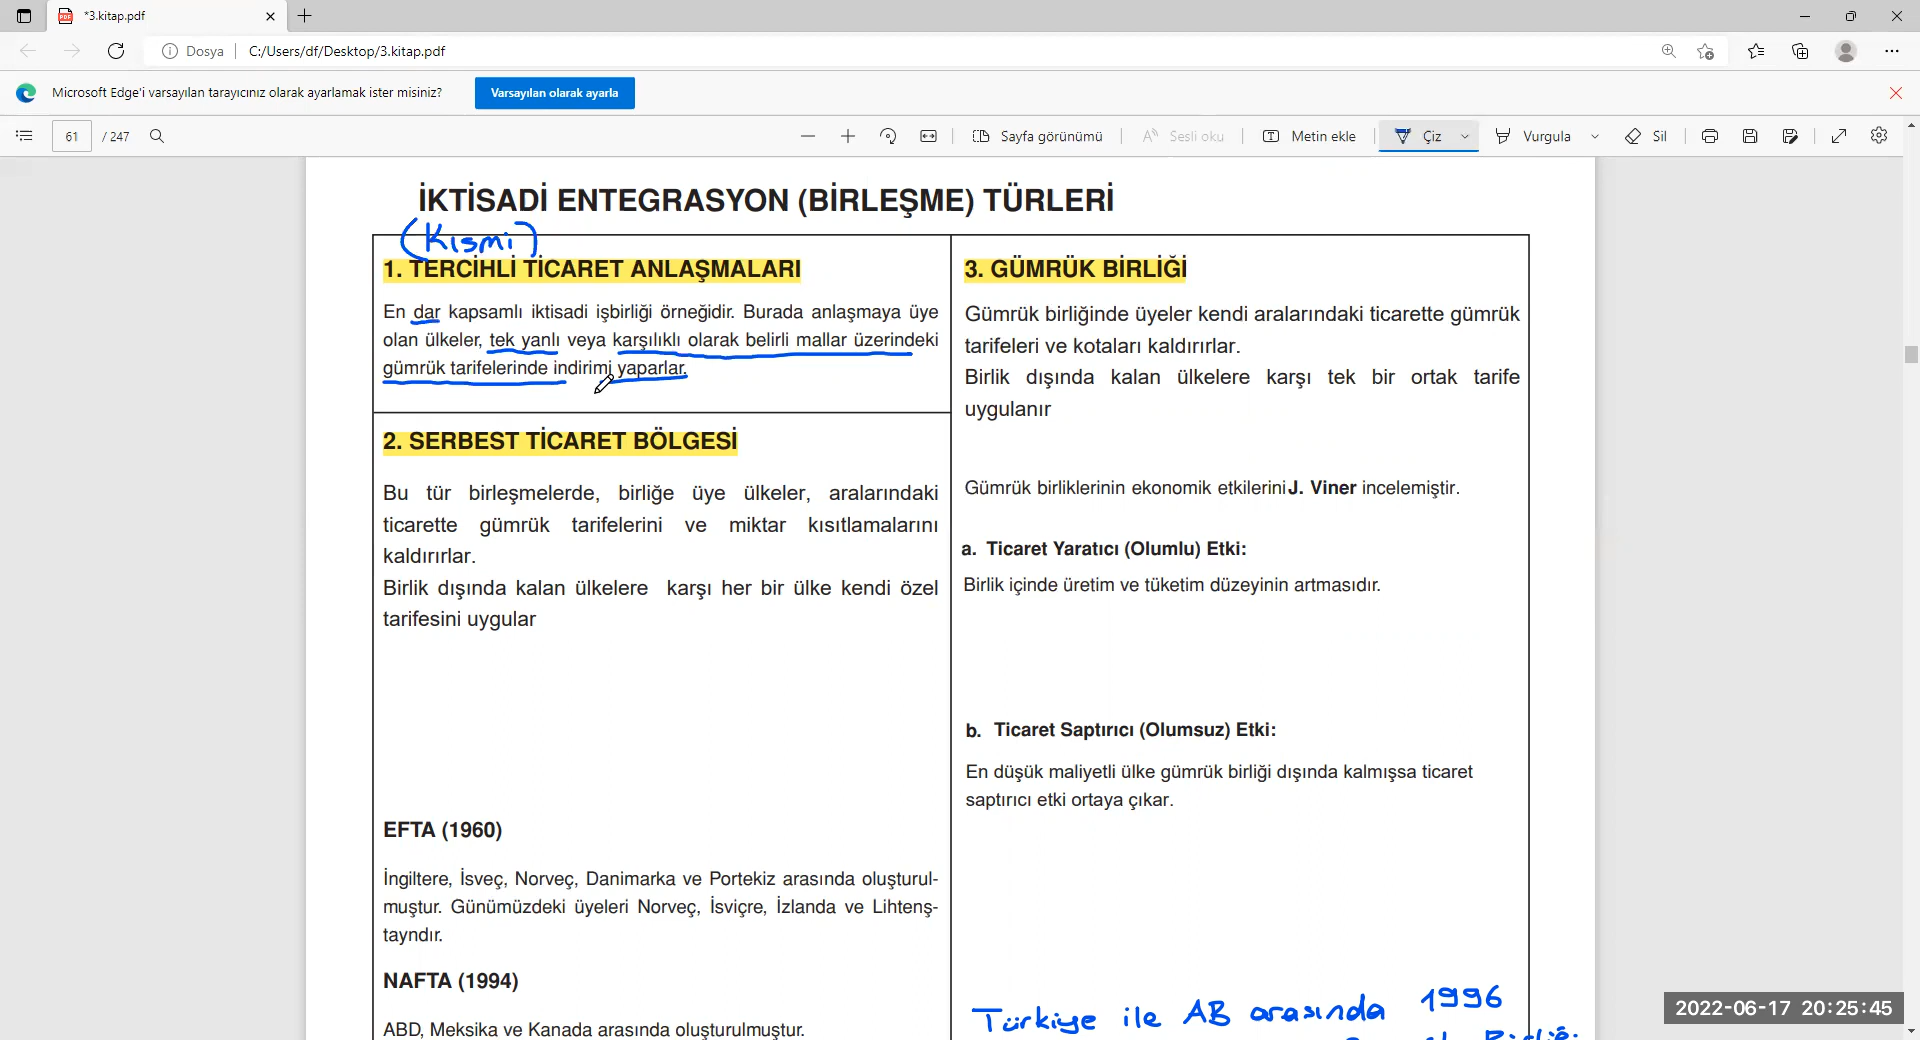 *3.kitap.pdf
Dosya C:/Users/df/Desktop/3.kitap.pdf
Microsoft Edge'i varsayılan tarayıcınız olarak ayarlamak ister misiniz? Varsayılan olarak ayarla
61 / 247 Sayfa görünümü Sesli oku Metin ekle Çiz Vurgula Sil
İKTİSADİ ENTEGRASYON (BİRLEŞME) TÜRLERİ
(Kısmi)
1. TERCİHLİ TİCARET ANLAŞMALARI
En dar kapsamlı iktisadi işbirliği örneğidir. Burada anlaşmaya üye
olan ülkeler, tek yanlı veya karşılıklı olarak belirli mallar üzerindeki
gümrük tarifelerinde indirimi yaparlar.
2. SERBEST TİCARET BÖLGESİ
Bu tür birleşmelerde, birliğe üye ülkeler, aralarındaki
ticarette gümrük tarifelerini ve miktar kısıtlamalarını
kaldırırlar.
Birlik dışında kalan ülkelere karşı her bir ülke kendi özel
tarifesini uygular
EFTA (1960)
İngiltere, İsveç, Norveç, Danimarka ve Portekiz arasında oluşturul-
muştur. Günümüzdeki üyeleri Norveç, İsviçre, İzlanda ve Lihtenş-
tayndır.
NAFTA (1994)
ABD, Meksika ve Kanada arasında oluşturulmuştur.
3. GÜMRÜK BİRLİĞİ
Gümrük birliğinde üyeler kendi aralarındaki ticarette gümrük
tarifeleri ve kotaları kaldırırlar.
Birlik dışında kalan ülkelere karşı tek bir ortak tarife
uygulanır
Gümrük birliklerinin ekonomik etkilerini J. Viner incelemiştir.
a. Ticaret Yaratıcı (Olumlu) Etki:
Birlik içinde üretim ve tüketim düzeyinin artmasıdır.
b. Ticaret Saptırıcı (Olumsuz) Etki:
En düşük maliyetli ülke gümrük birliği dışında kalmışsa ticaret
saptırıcı etki ortaya çıkar.
Türkiye ile AB arasında 1996
2022-06-17 20:25:45